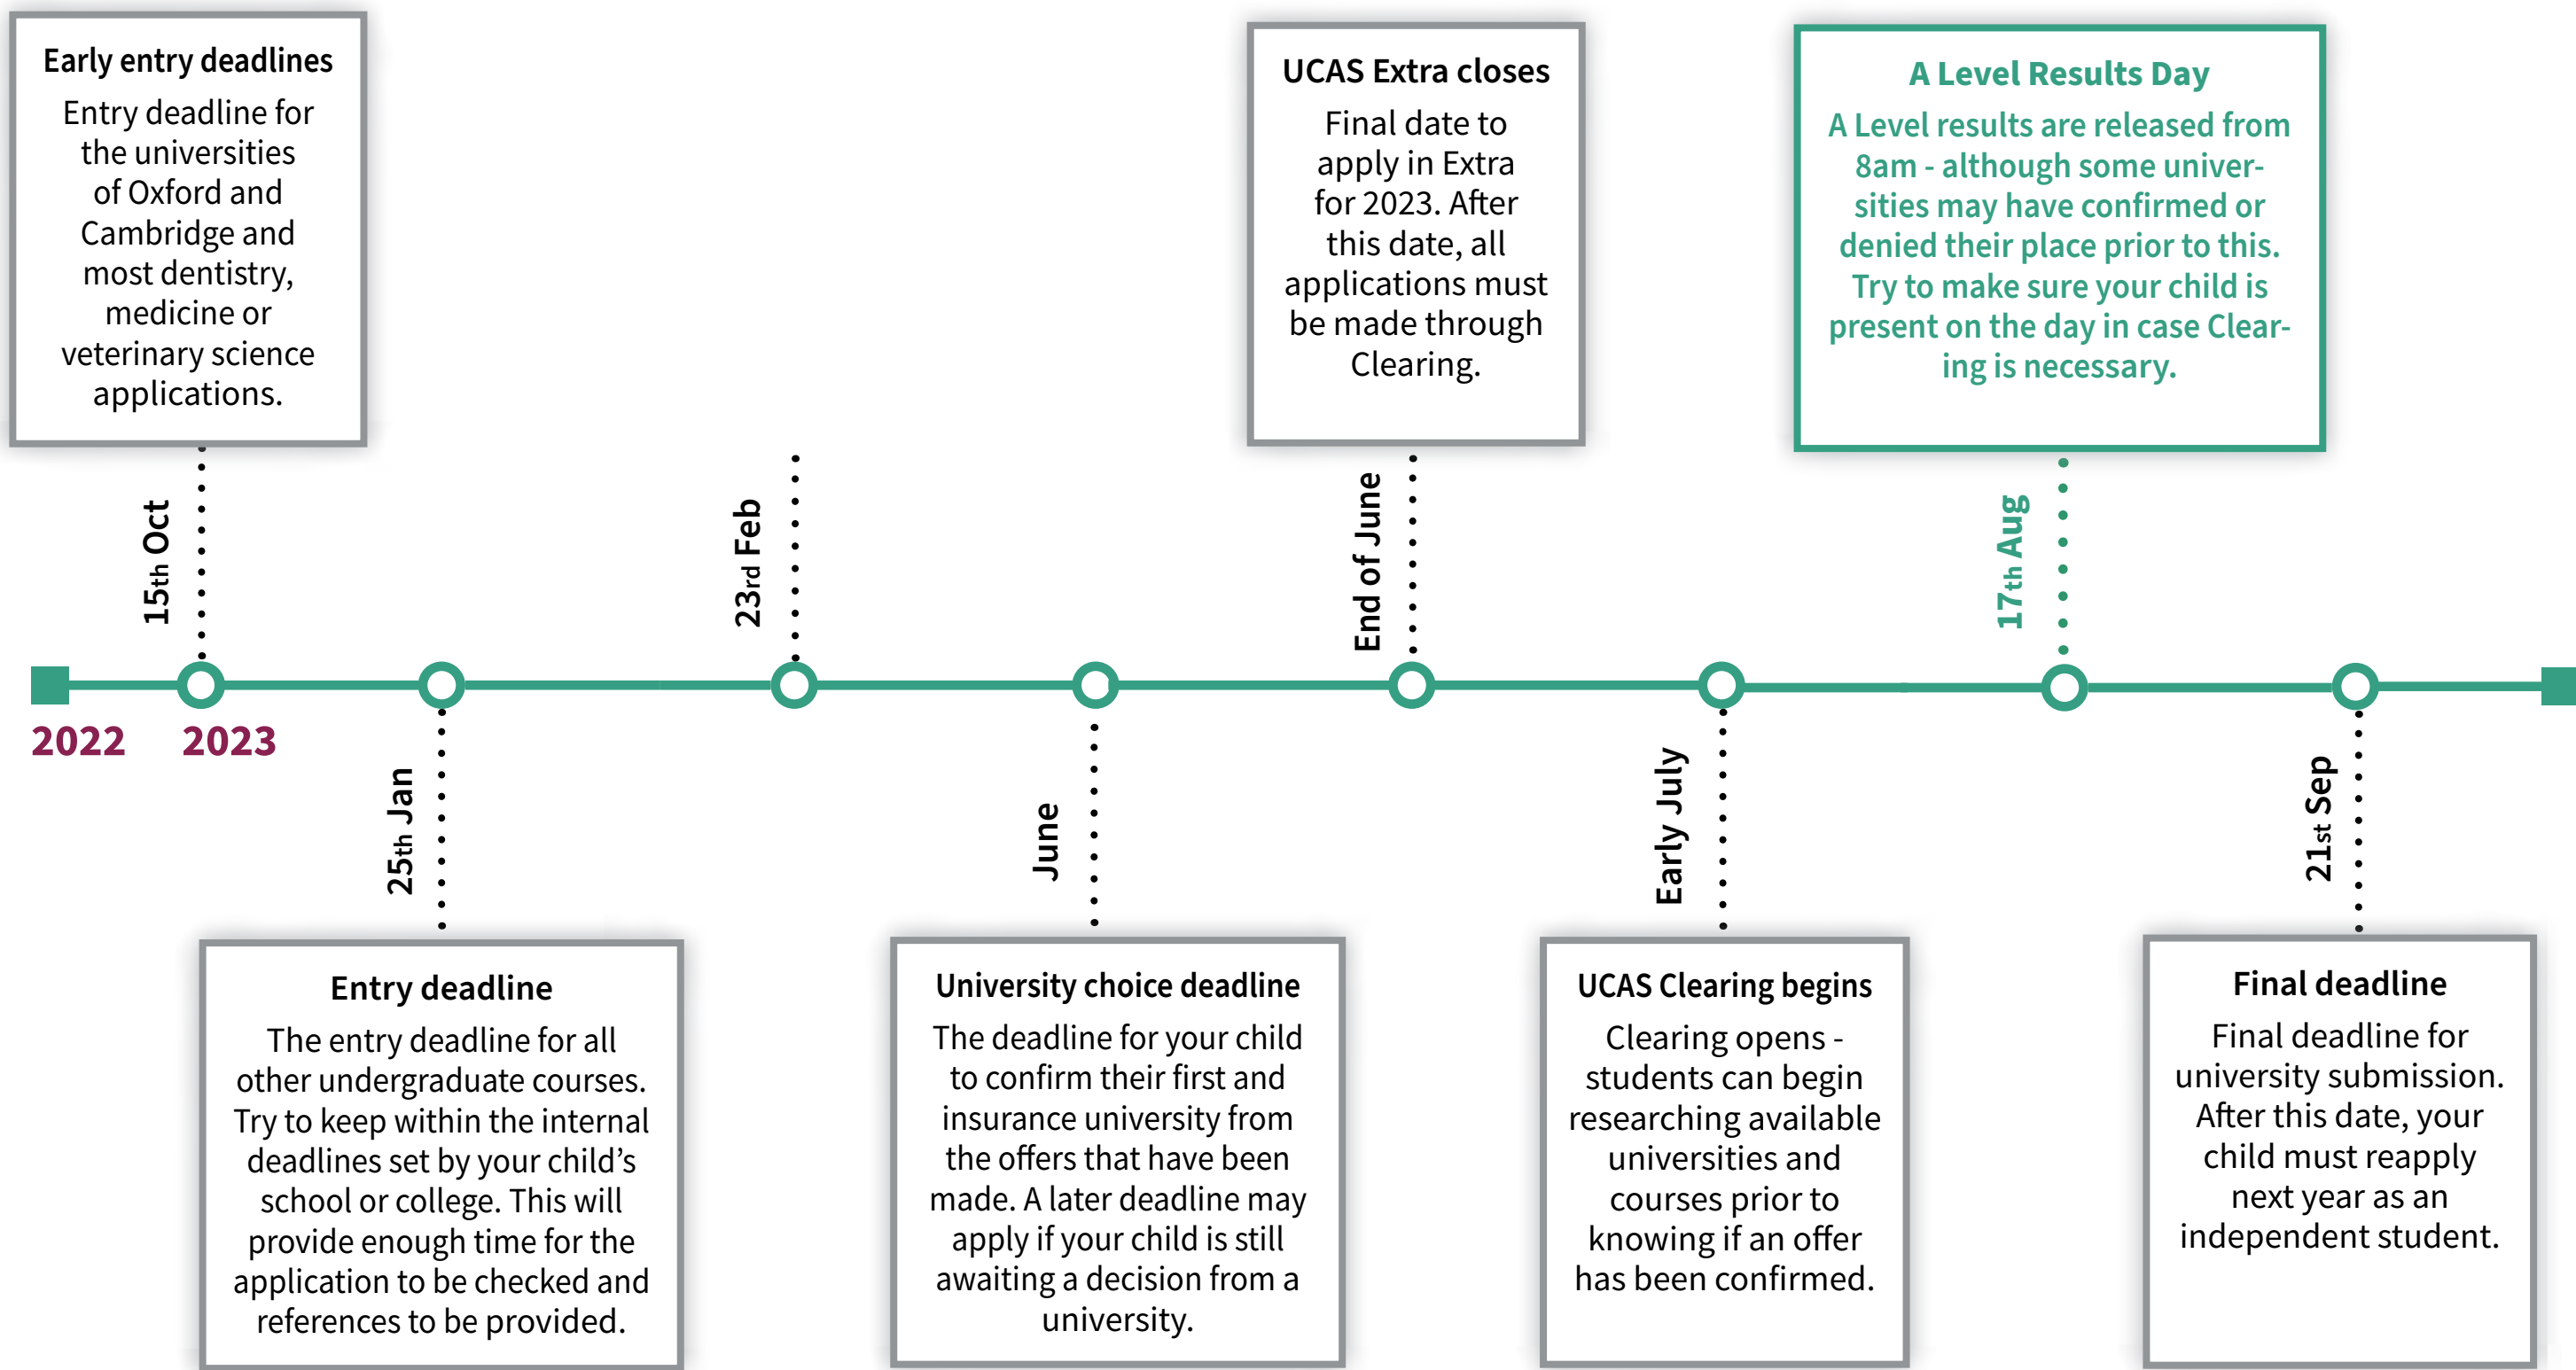 Early entry deadlines
Entry deadline for
the universities
of Oxford and
Cambridge and
most dentistry,
medicine or
veterinary science
applications.
UCAS Extra closes
Final date to
apply in Extra
for 2023. After
this date, all
applications must
be made through
Clearing.
A Level Results Day
A Level results are released from
8am - although some univer-
sities may have confirmed or
denied their place prior to this.
Try to make sure your child is
present on the day in case Clear-
ing is necessary.
15th Oct
23rd Feb
End of June
17th Aug
2022
2023
25th Jan
June
Early July
21st Sep
Entry deadline
The entry deadline for all
other undergraduate courses.
Try to keep within the internal
deadlines set by your child’s
school or college. This will
provide enough time for the
application to be checked and
references to be provided.
University choice deadline
The deadline for your child
to confirm their first and
insurance university from
the offers that have been
made. A later deadline may
apply if your child is still
awaiting a decision from a
university.
UCAS Clearing begins
Clearing opens -
students can begin
researching available
universities and
courses prior to
knowing if an offer
has been confirmed.
Final deadline
Final deadline for
university submission.
After this date, your
child must reapply
next year as an
independent student.